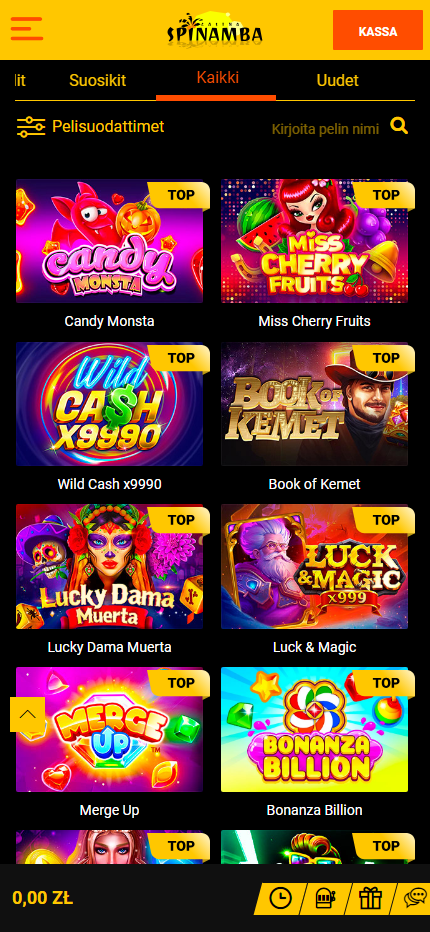 CASINO
SPINAMBA
KASSA
lit
Suosikit
Kaikki
Uudet
Pelisuodattimet
Kirjoita pelin nimi
TOP
candy
MONSTA
Candy Monsta
TOP
MISS
CHERRY
FRUITS
Miss Cherry Fruits
TOP
Wild
CA$H
X9990
Wild Cash x9990
TOP
BOOK OF
KEMET
Book of Kemet
TOP
Lucky Dama
Muerta
Lucky Dama Muerta
TOP
LUCK
&MAGIC
x999
Luck & Magic
TOP
MERGE
UP
TM
Merge Up
TOP
BONANZA
BILLION
Bonanza Billion
TOP
TOP
0,00 ZŁ